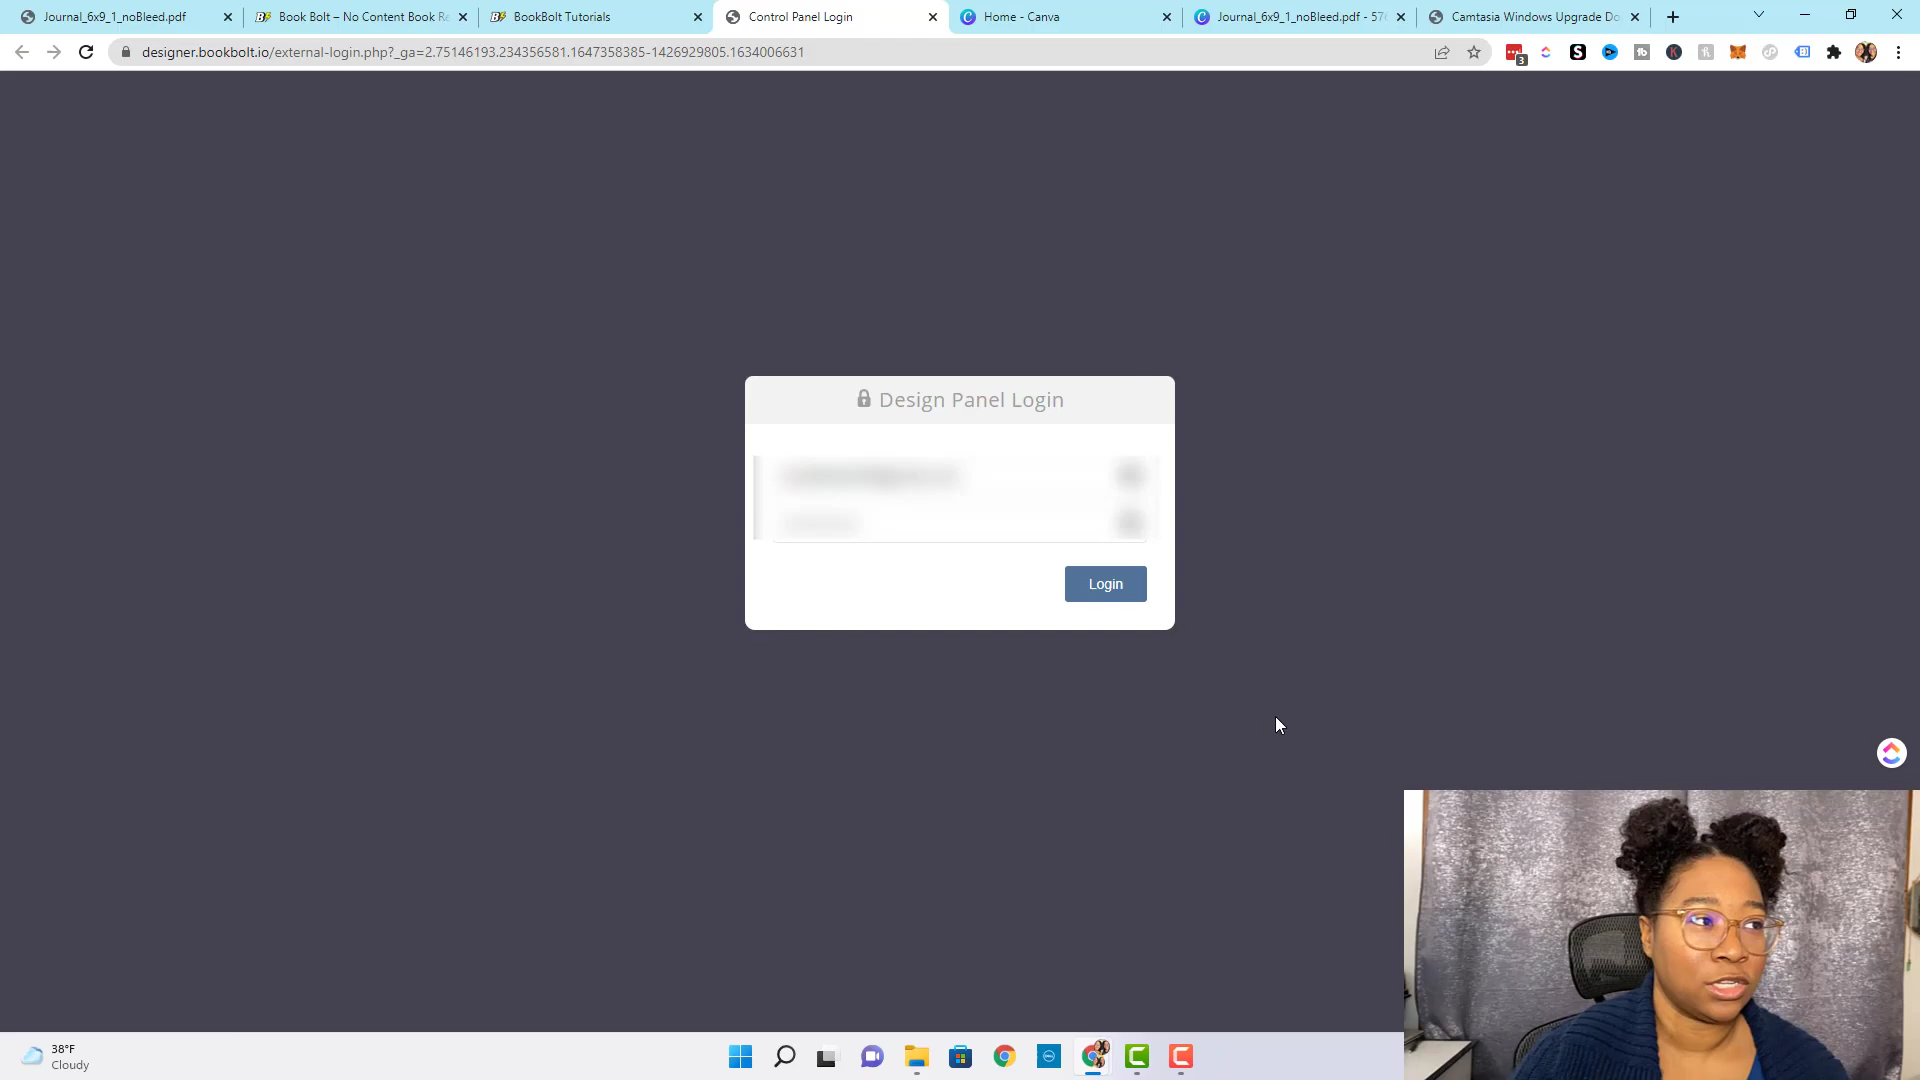 Journal_6x9_1_noBleed.pdf
Book Bolt – No Content Book Re
BookBolt Tutorials
Control Panel Login
Home - Canva
Journal_6x9_1_noBleed.pdf - 57
Camtasia Windows Upgrade Do
designer.bookbolt.io/external-login.php?_ga=2.75146193.234356581.1647358385-1426929805.1634006631
3
Design Panel Login
Login
38°F
Cloudy